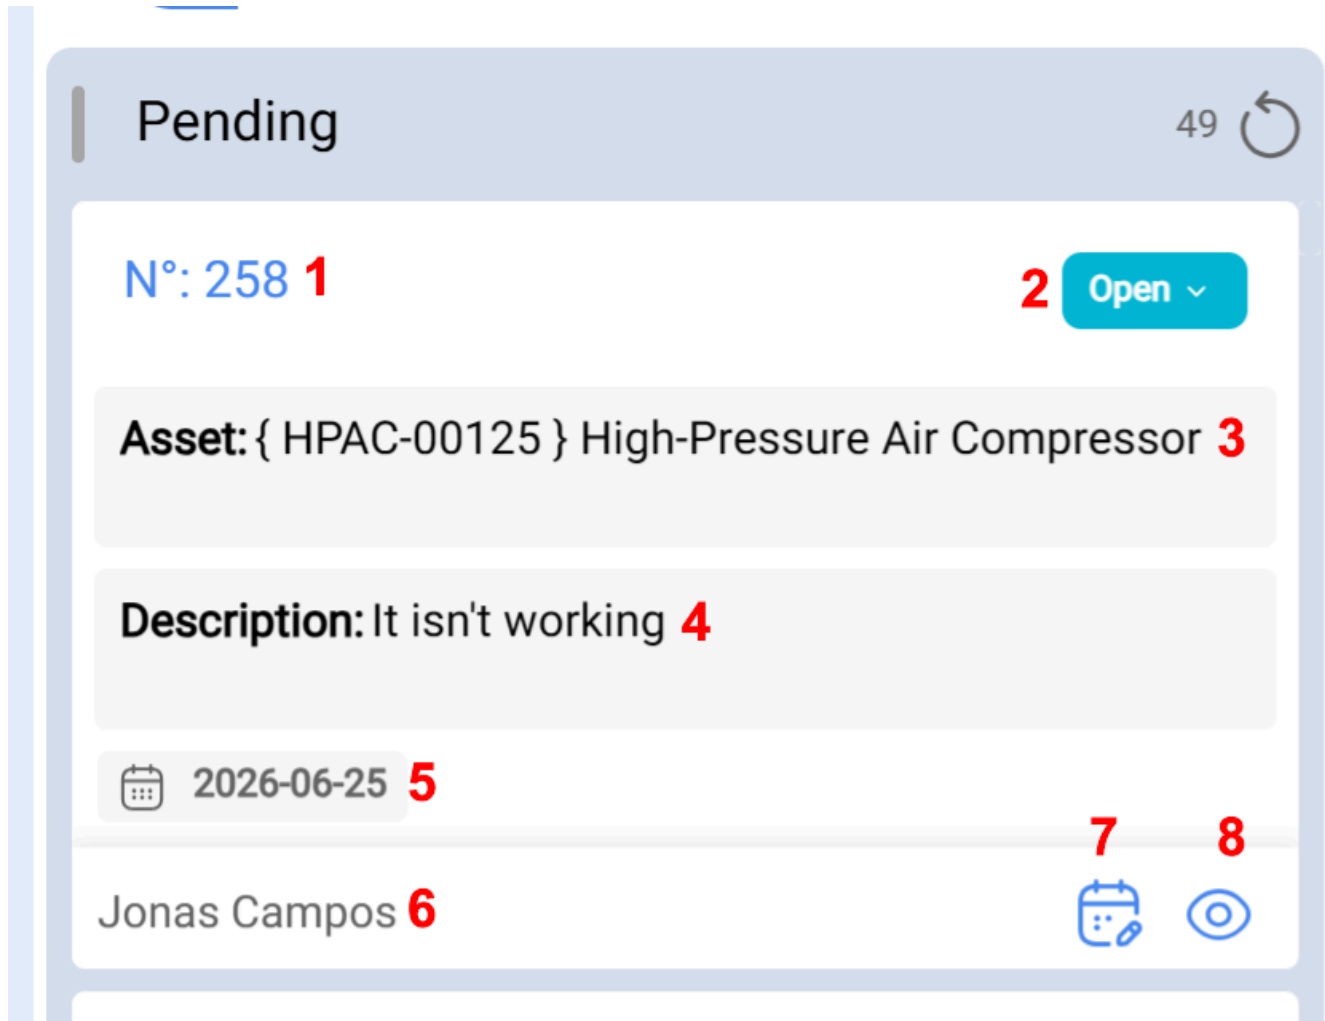 Pending
49
N°: 258 1
2 Open
Asset: { HPAC-00125 } High-Pressure Air Compressor 3
Description: It isn't working 4
2026-06-25 5
7 8
Jonas Campos 6